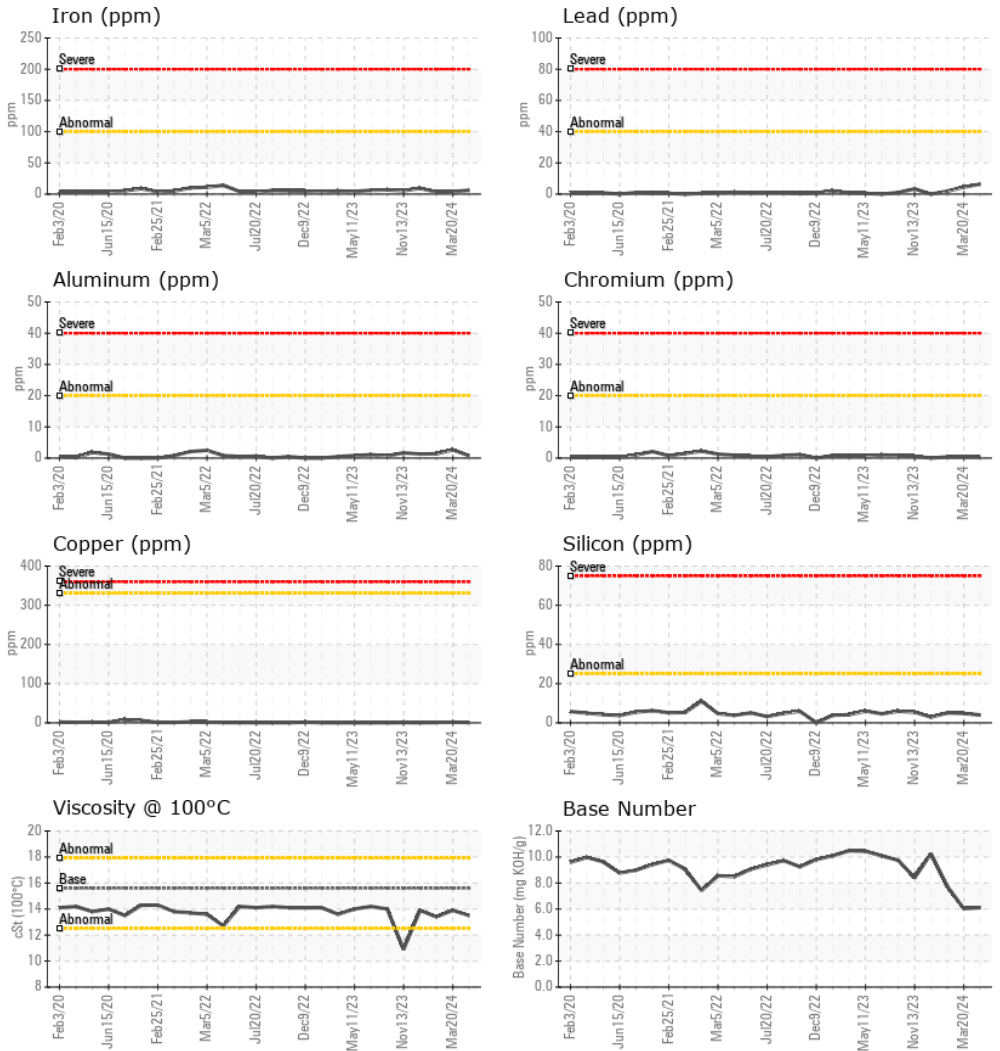 Iron (ppm)
250
200
150
100
50
0
ppm
Severe
Abnormal
Feb3/20
Jun15/20
Feb25/21
Mar5/22
Jul20/22
Dec9/22
May11/23
Nov13/23
Mar20/24
Lead (ppm)
100
80
60
40
20
0
ppm
Severe
Abnormal
Feb3/20
Jun15/20
Feb25/21
Mar5/22
Jul20/22
Dec9/22
May11/23
Nov13/23
Mar20/24
Aluminum (ppm)
50
40
30
20
10
0
ppm
Severe
Abnormal
Feb3/20
Jun15/20
Feb25/21
Mar5/22
Jul20/22
Dec9/22
May11/23
Nov13/23
Mar20/24
Chromium (ppm)
50
40
30
20
10
0
ppm
Severe
Abnormal
Feb3/20
Jun15/20
Feb25/21
Mar5/22
Jul20/22
Dec9/22
May11/23
Nov13/23
Mar20/24
Copper (ppm)
400
300
200
100
0
ppm
Severe
Abnormal
Feb3/20
Jun15/20
Feb25/21
Mar5/22
Jul20/22
Dec9/22
May11/23
Nov13/23
Mar20/24
Silicon (ppm)
80
60
40
20
0
ppm
Severe
Abnormal
Feb3/20
Jun15/20
Feb25/21
Mar5/22
Jul20/22
Dec9/22
May11/23
Nov13/23
Mar20/24
Viscosity @ 100°C
20
18
16
14
12
10
8
cSt (100°C)
Abnormal
Base
Abnormal
Feb3/20
Jun15/20
Feb25/21
Mar5/22
Jul20/22
Dec9/22
May11/23
Nov13/23
Mar20/24
Base Number
12.0
10.0
8.0
6.0
4.0
2.0
0.0
Base Number (mg KOH/g)
Feb3/20
Jun15/20
Feb25/21
Mar5/22
Jul20/22
Dec9/22
May11/23
Nov13/23
Mar20/24